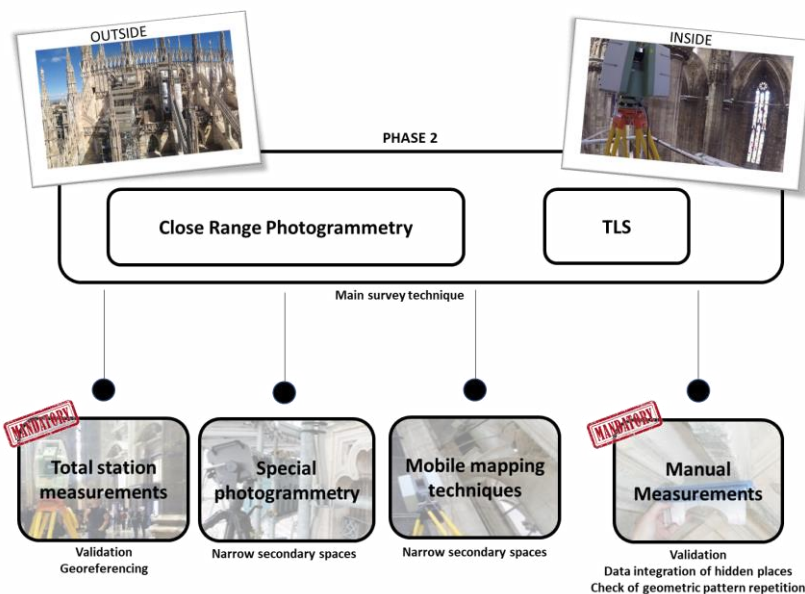 OUTSIDE
INSIDE
PHASE 2
Close Range Photogrammetry
TLS
Main survey technique
MANDATORY
Total station
measurements
Validation
Georeferencing
Special
photogrammetry
Narrow secondary spaces
Mobile mapping
techniques
Narrow secondary spaces
MANDATORY
Manual
Measurements
Validation
Data integration of hidden places
Check of geometric pattern repetition